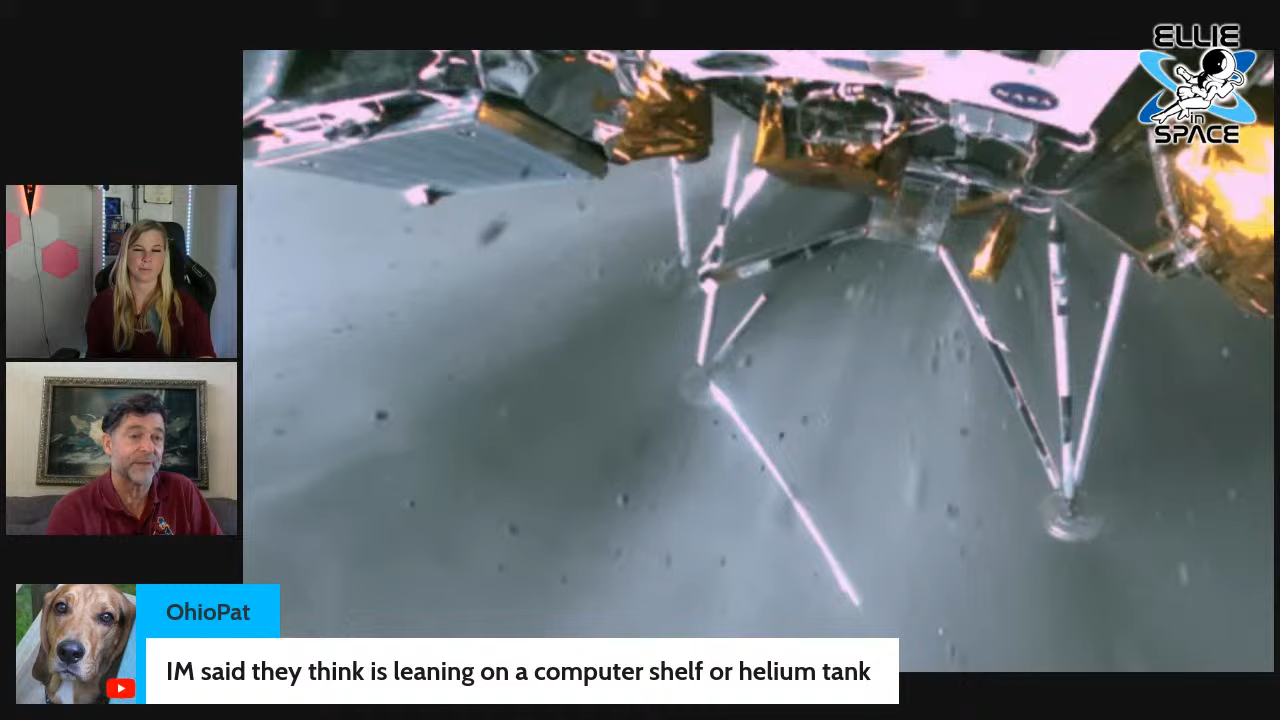 ELLIE
in
SPACE
NASA
OhioPat
IM said they think is leaning on a computer shelf or helium tank